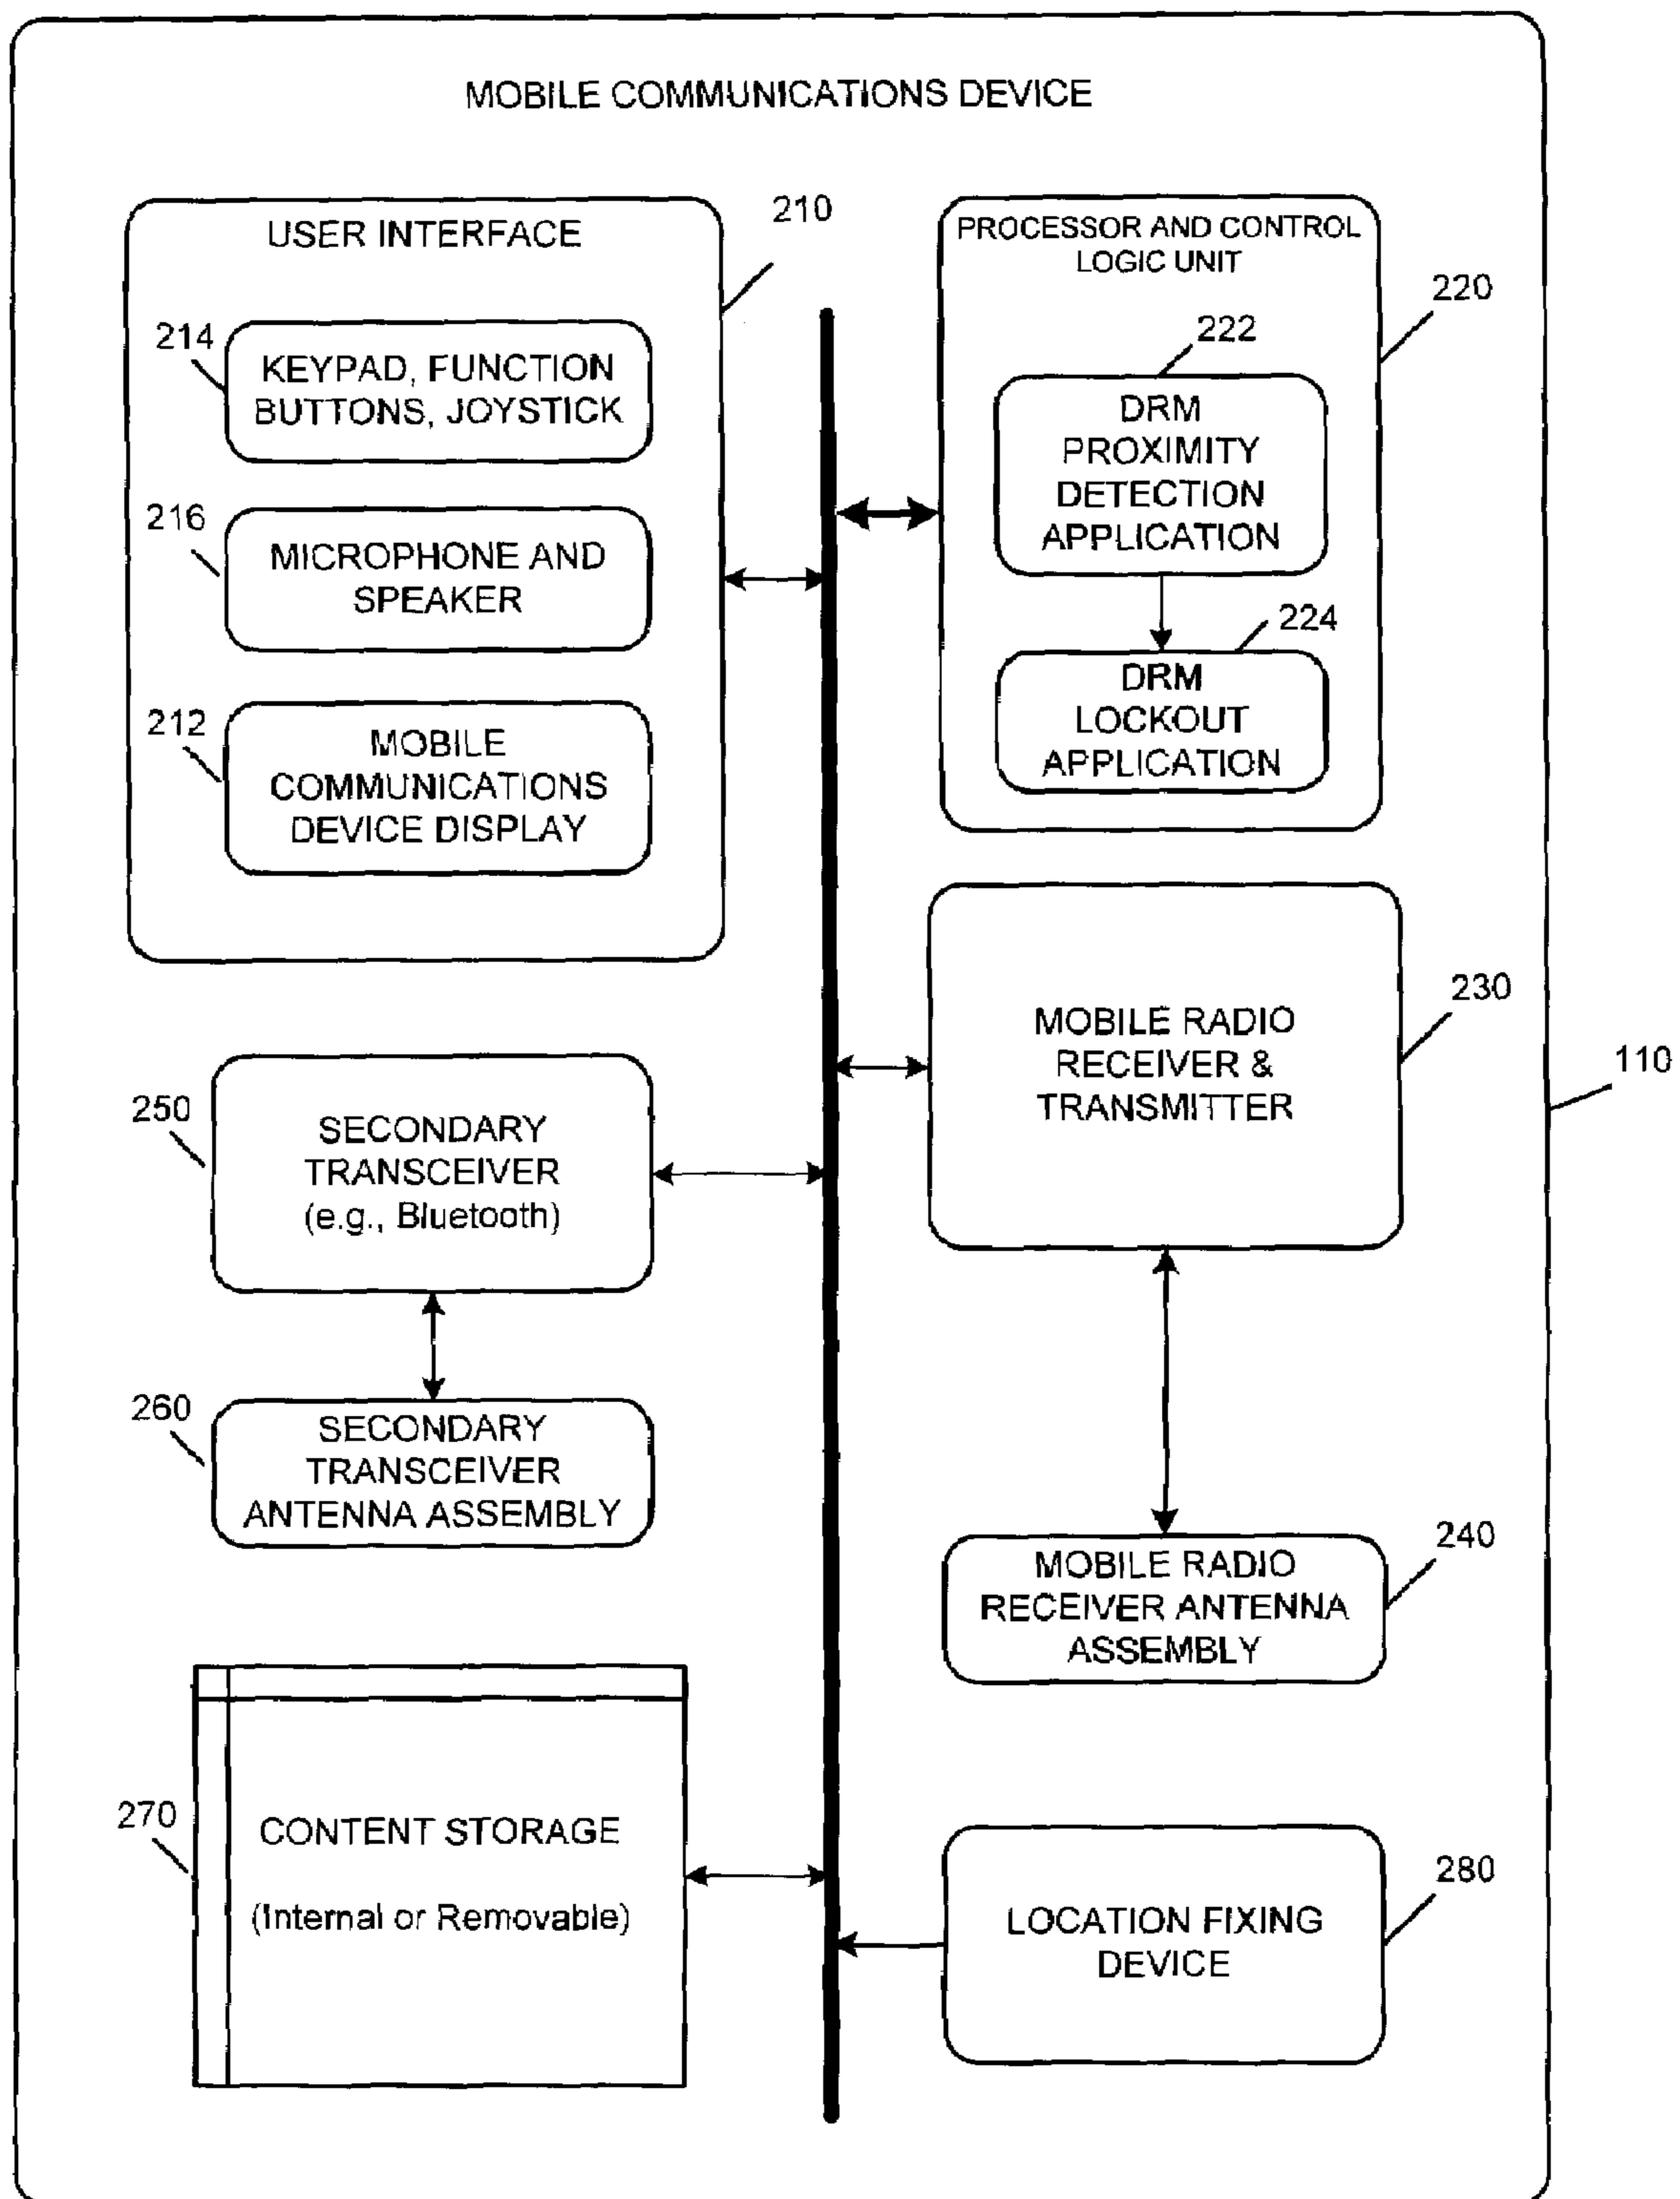 MOBILE COMMUNICATIONS DEVICE
USER INTERFACE
210
214
KEYPAD, FUNCTION
BUTTONS, JOYSTICK
216
MICROPHONE AND
SPEAKER
212
MOBILE
COMMUNICATIONS
DEVICE DISPLAY
PROCESSOR AND CONTROL
LOGIC UNIT
220
222
DRM
PROXIMITY
DETECTION
APPLICATION
224
DRM
LOCKOUT
APPLICATION
230
MOBILE RADIO
RECEIVER &
TRANSMITTER
110
250
SECONDARY
TRANSCEIVER
(e.g., Bluetooth)
260
SECONDARY
TRANSCEIVER
ANTENNA ASSEMBLY
240
MOBILE RADIO
RECEIVER ANTENNA
ASSEMBLY
270
CONTENT STORAGE
(Internal or Removable)
280
LOCATION FIXING
DEVICE